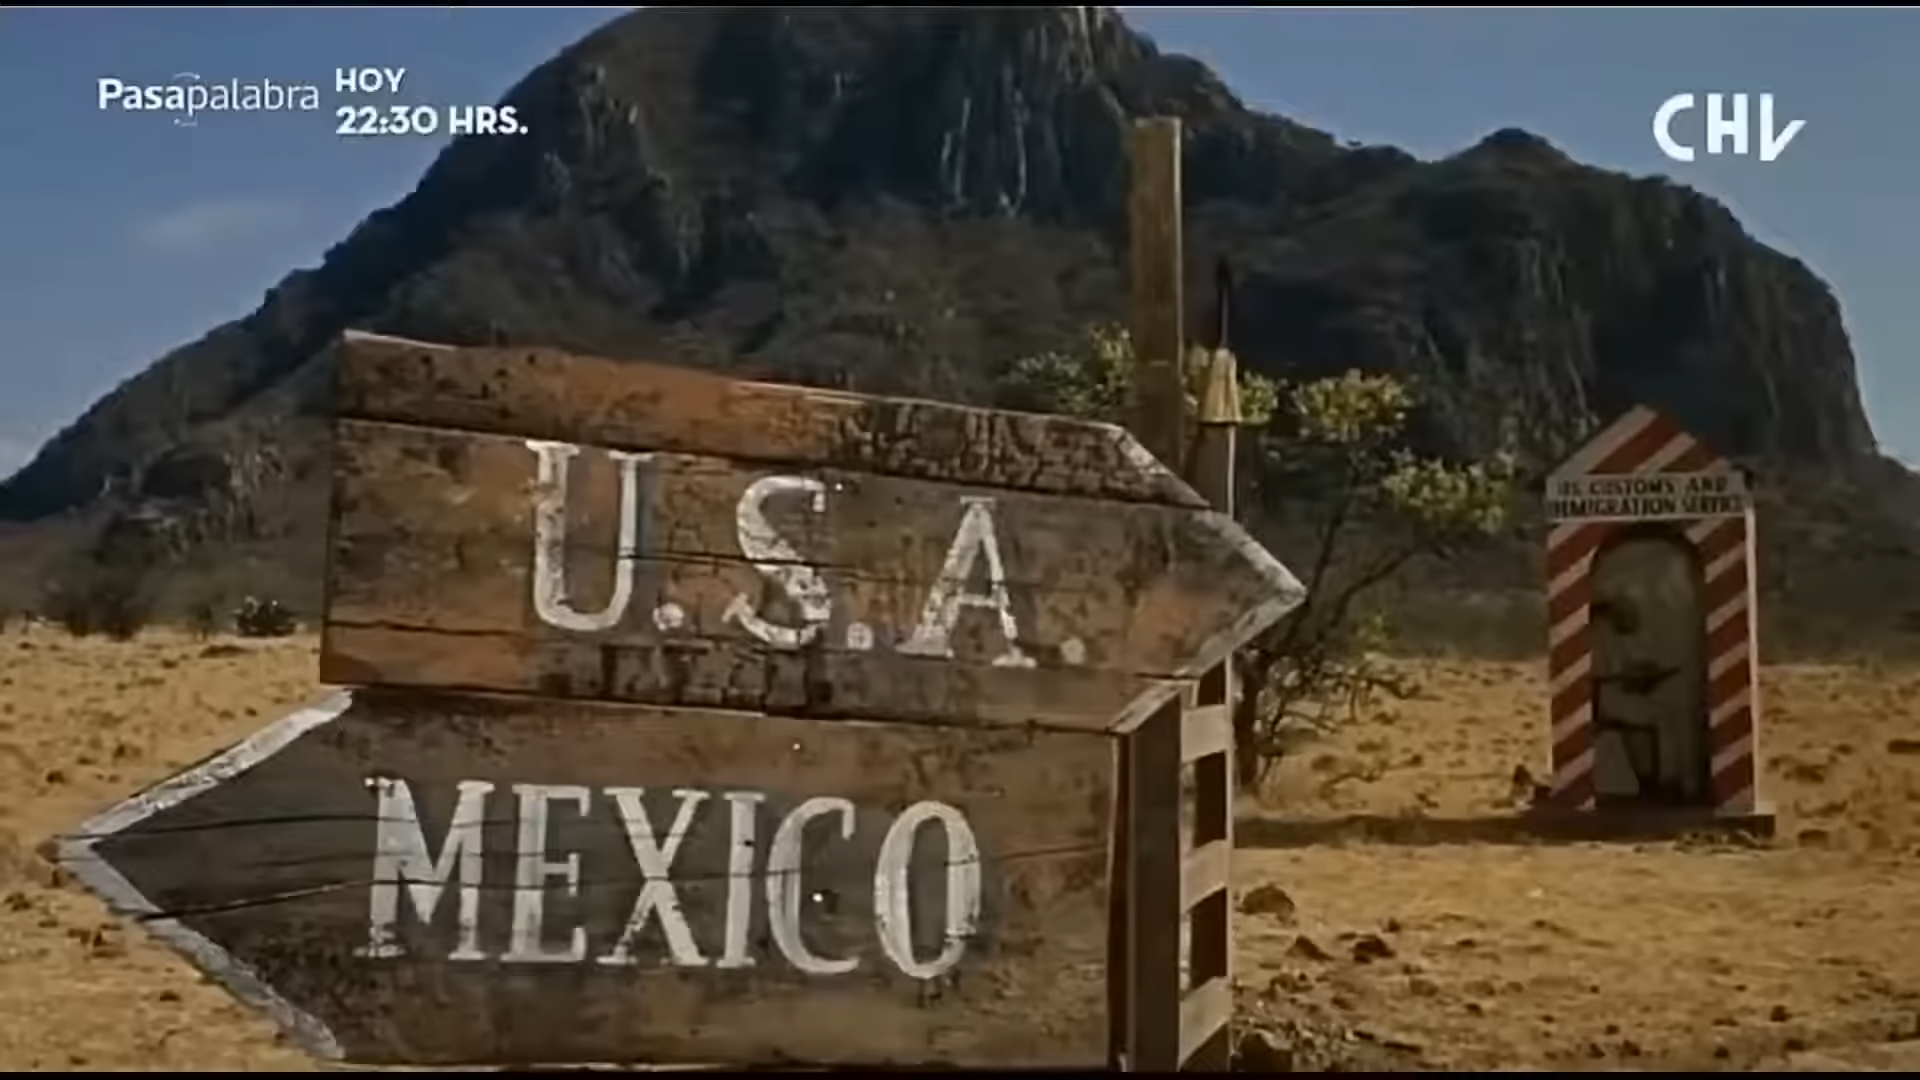 Pasapalabra
HOY
22:30 HRS.
CHV
U.S.A.
MEXICO
U.S. CUSTOMS AND
IMMIGRATION SERVICE